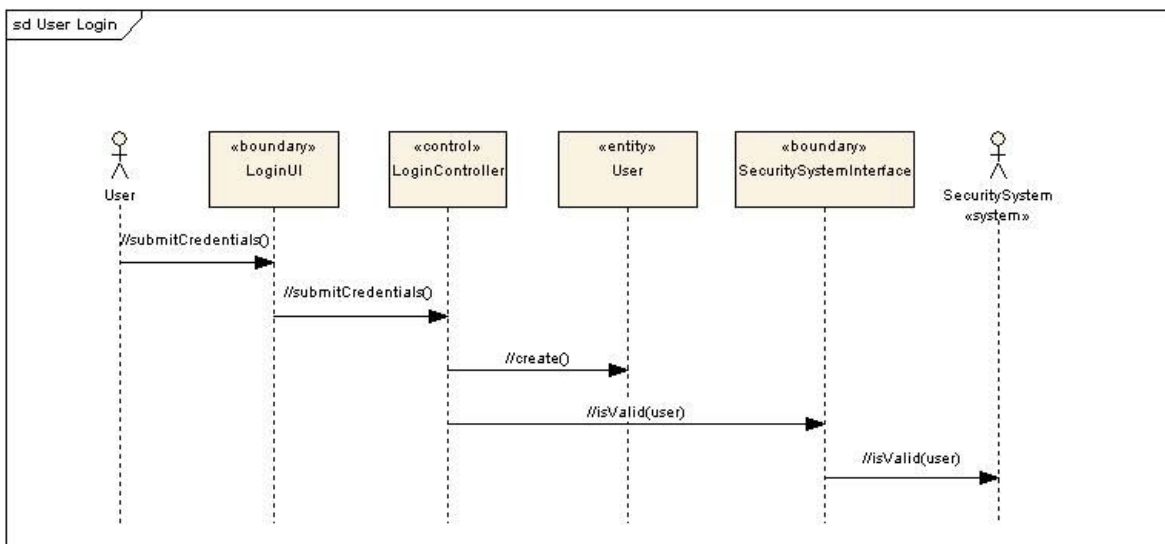 sd User Login
«boundary»
LoginUI
«control»
LoginController
«entity»
User
«boundary»
SecuritySystemInterface
User
SecuritySystem
«system»
//submitCredentials()
//submitCredentials()
//create()
//isValid(user)
//isValid(user)